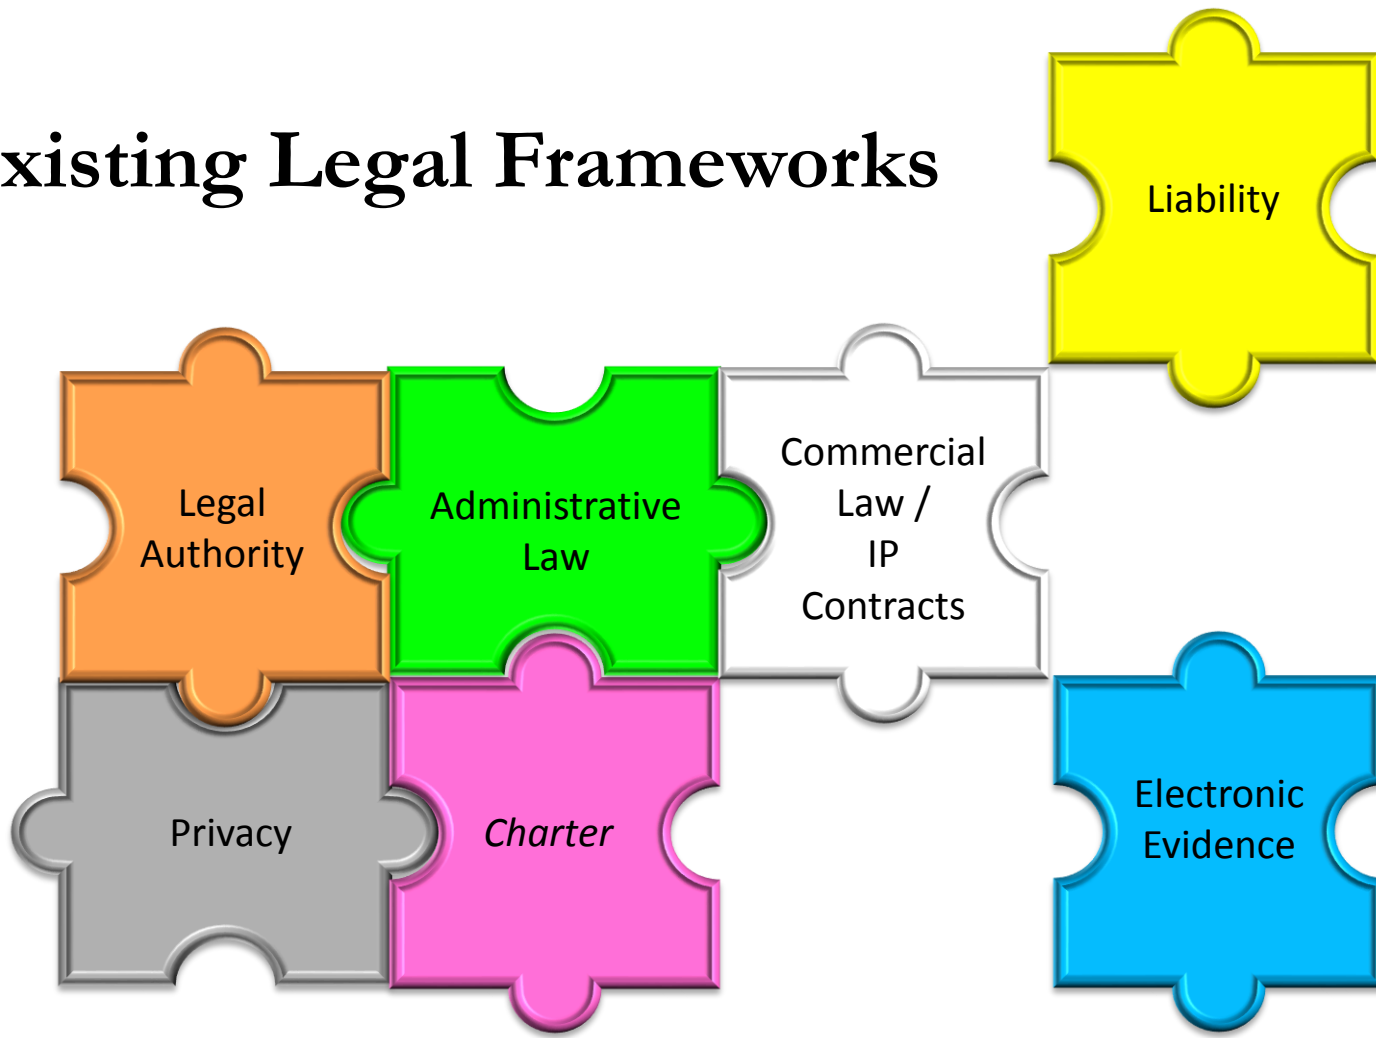 xisting Legal Frameworks
Liability
Legal
Authority
Administrative
Law
Commercial
Law /
IP
Contracts
Privacy
Charter
Electronic
Evidence